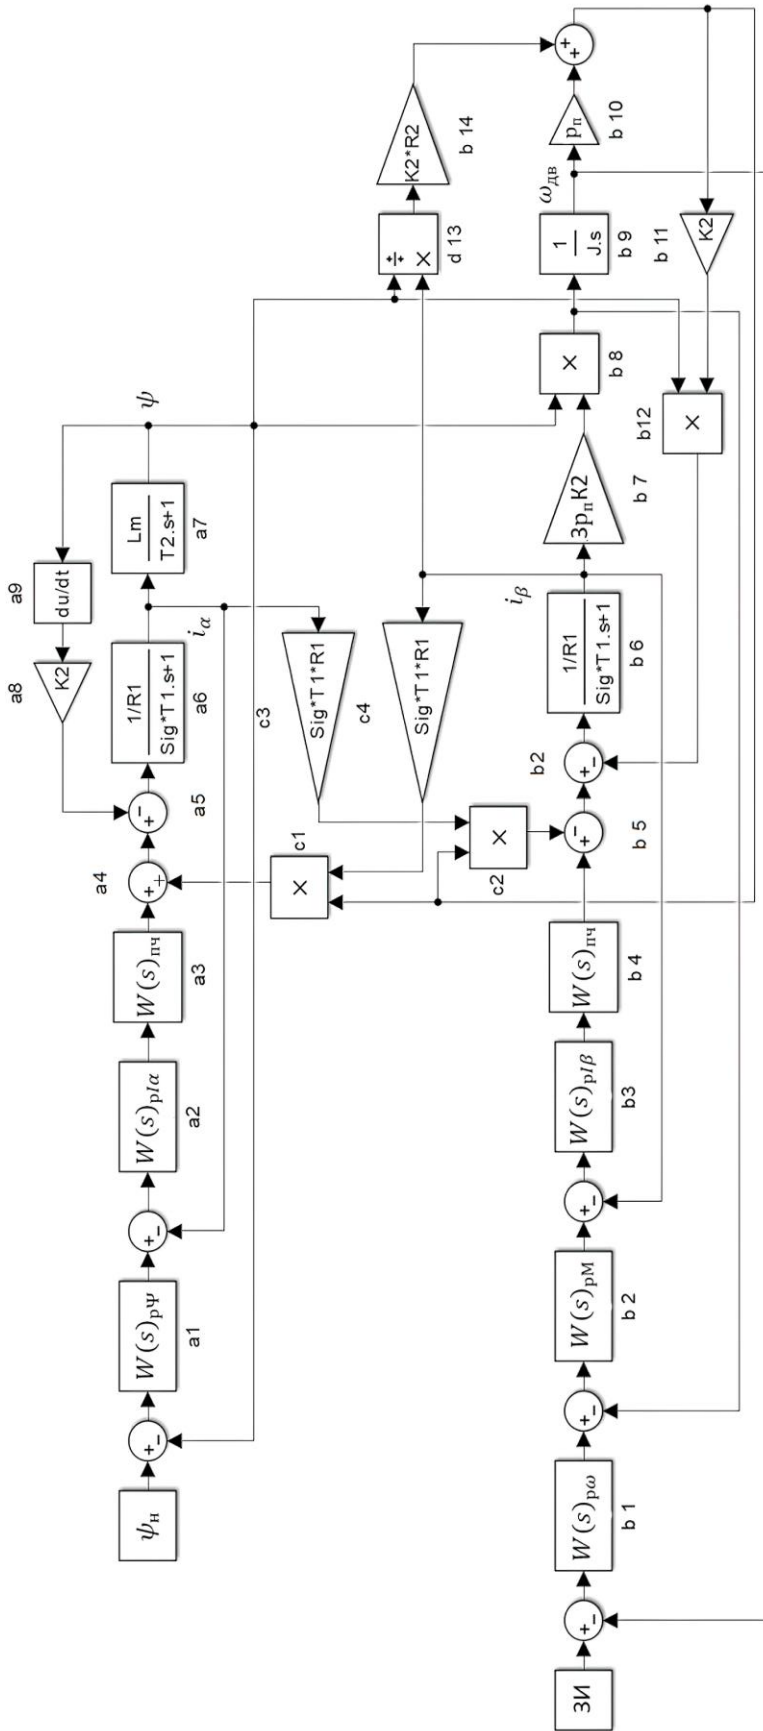 ψн
+
-
W(s)рΨ
a1
+
-
W(s)рIα
a2
W(s)пч
a3
+
+
a4
+
-
a5
1/R1
Sig*T1.s+1
a6
iα
Lm
T2.s+1
a7
ψ
K2
a8
du/dt
a9
×
c1
×
c2
Sig*T1*R1
c3
Sig*T1*R1
c4
÷
×
d 13
K2*R2
b 14
+
+
ЗИ
+
-
W(s)рω
b 1
+
-
W(s)рМ
b 2
+
-
W(s)рIβ
b3
W(s)пч
b 4
+
-
b 5
+
-
b2
1/R1
Sig*T1.s+1
b 6
iβ
3pпК2
b 7
×
b 8
1
J.s
b 9
ωдв
pп
b 10
K2
b 11
×
b12